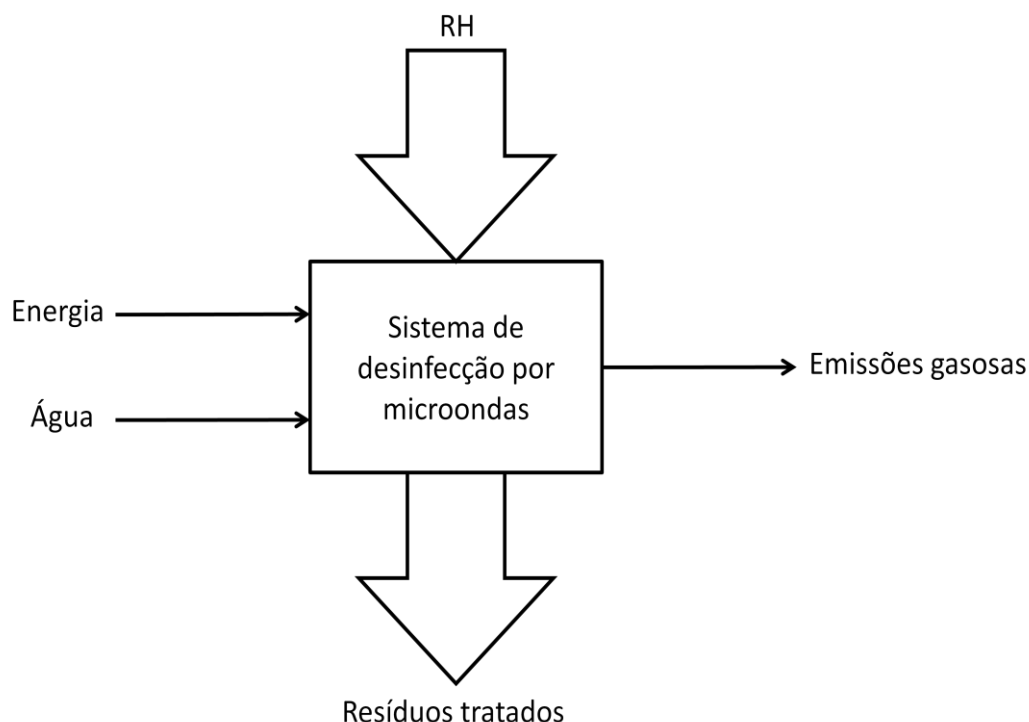 RH
Energia
Água
Sistema de
desinfecção por
microondas
Emissões gasosas
Resíduos tratados